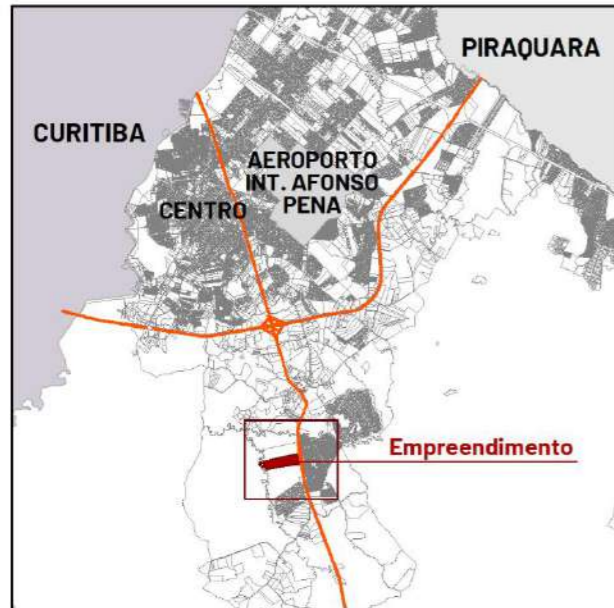 PIRAQUARA
CURITIBA
AEROPORTO
INT. AFONSO
PENA
CENTRO
Empreendimento